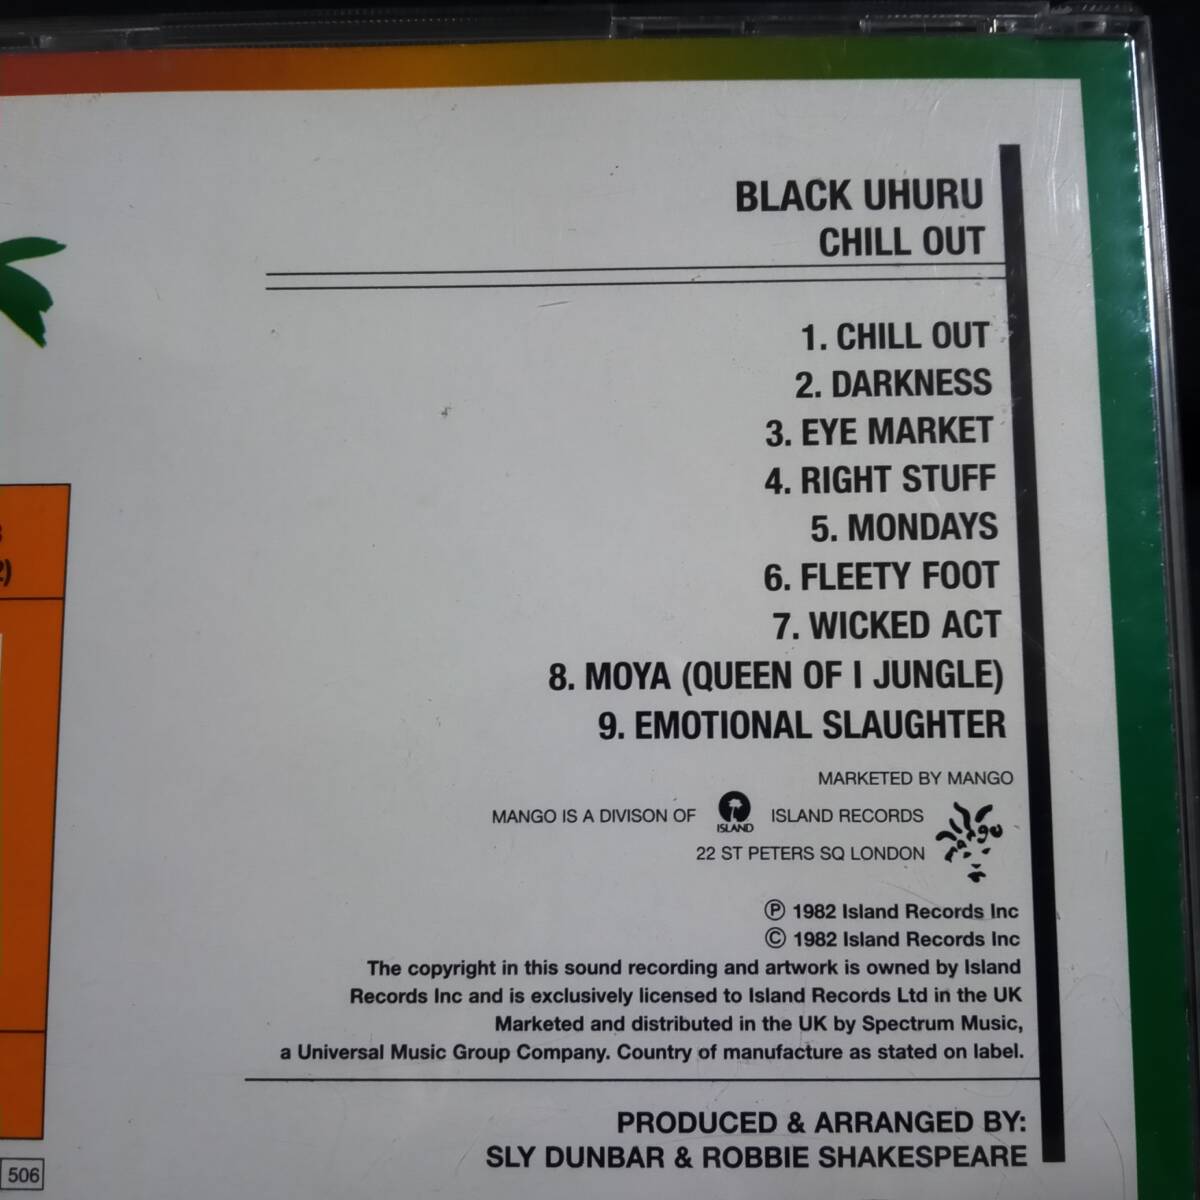 BLACK UHURU
CHILL OUT
1. CHILL OUT
2. DARKNESS
3. EYE MARKET
4. RIGHT STUFF
5. MONDAYS
6. FLEETY FOOT
7. WICKED ACT
8. MOYA (QUEEN OF I JUNGLE)
9. EMOTIONAL SLAUGHTER
MARKETED BY MANGO
MANGO IS A DIVISON OF ISLAND ISLAND RECORDS
mango
22 ST PETERS SQ LONDON
℗ 1982 Island Records Inc
© 1982 Island Records Inc
The copyright in this sound recording and artwork is owned by Island
Records Inc and is exclusively licensed to Island Records Ltd in the UK
Marketed and distributed in the UK by Spectrum Music,
a Universal Music Group Company. Country of manufacture as stated on label.
PRODUCED & ARRANGED BY:
SLY DUNBAR & ROBBIE SHAKESPEARE
506